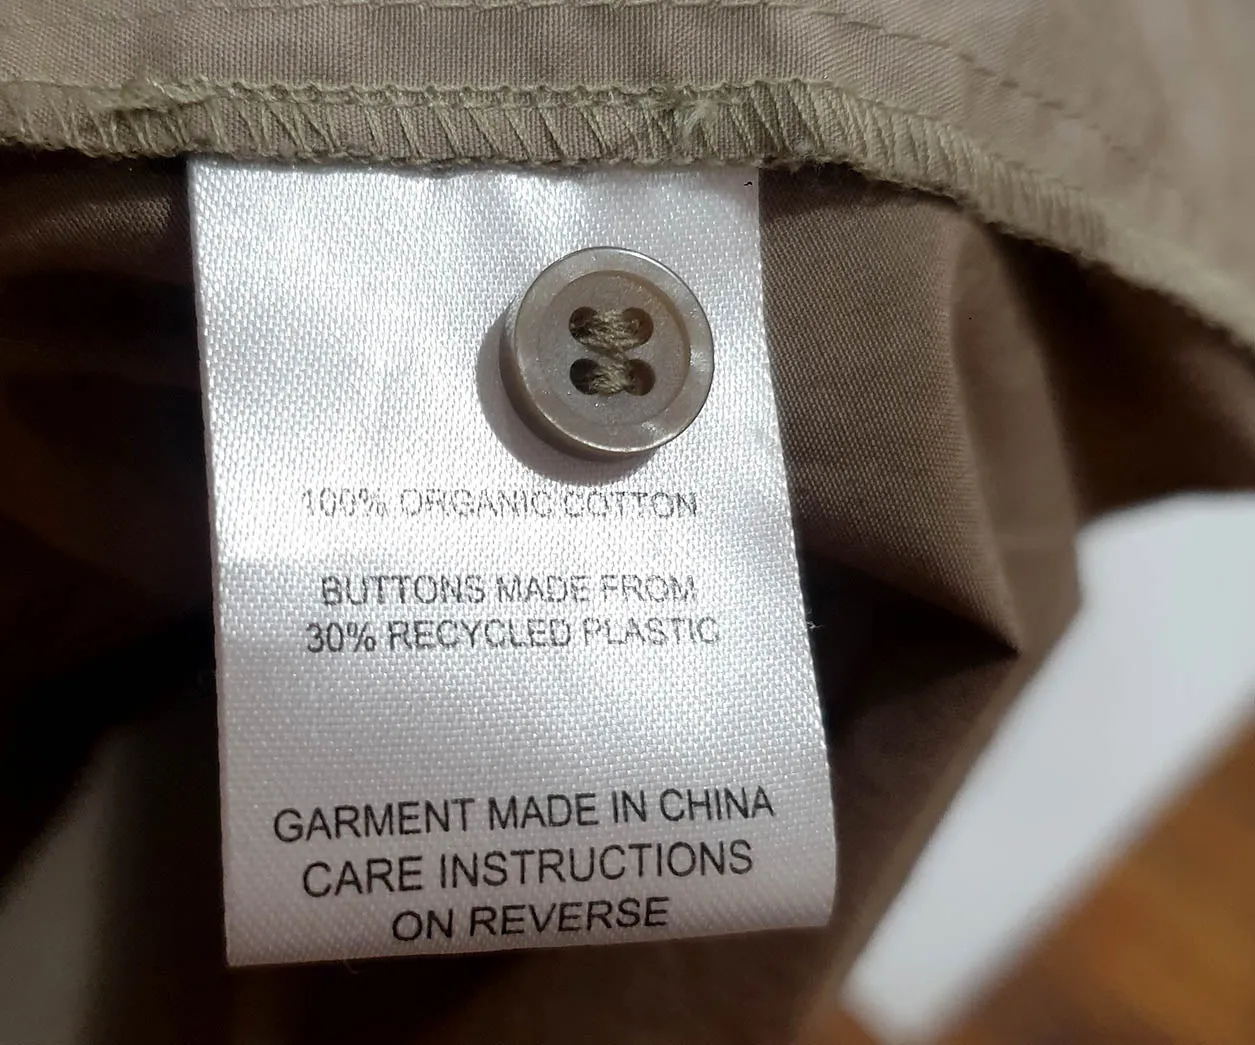 100% ORGANIC COTTON
BUTTONS MADE FROM
30% RECYCLED PLASTIC
GARMENT MADE IN CHINA
CARE INSTRUCTIONS
ON REVERSE